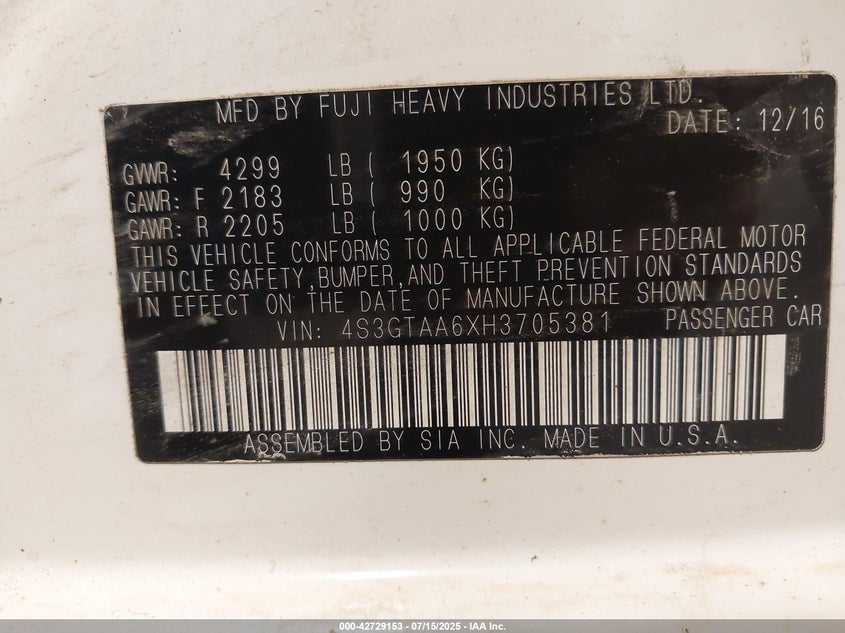 MFD BY FUJI HEAVY INDUSTRIES LTD.
DATE: 12/16
GVWR: 4299 LB ( 1950 KG)
GAWR: F 2183 LB ( 990 KG)
GAWR: R 2205 LB ( 1000 KG)
THIS VEHICLE CONFORMS TO ALL APPLICABLE FEDERAL MOTOR
VEHICLE SAFETY,BUMPER,AND THEFT PREVENTION STANDARDS
IN EFFECT ON THE DATE OF MANUFACTURE SHOWN ABOVE.
VIN: 4S3GTAA6XH3705381 PASSENGER CAR
ASSEMBLED BY SIA INC. MADE IN U.S.A.
000-42729153 - 07/15/2025 - IAA Inc.